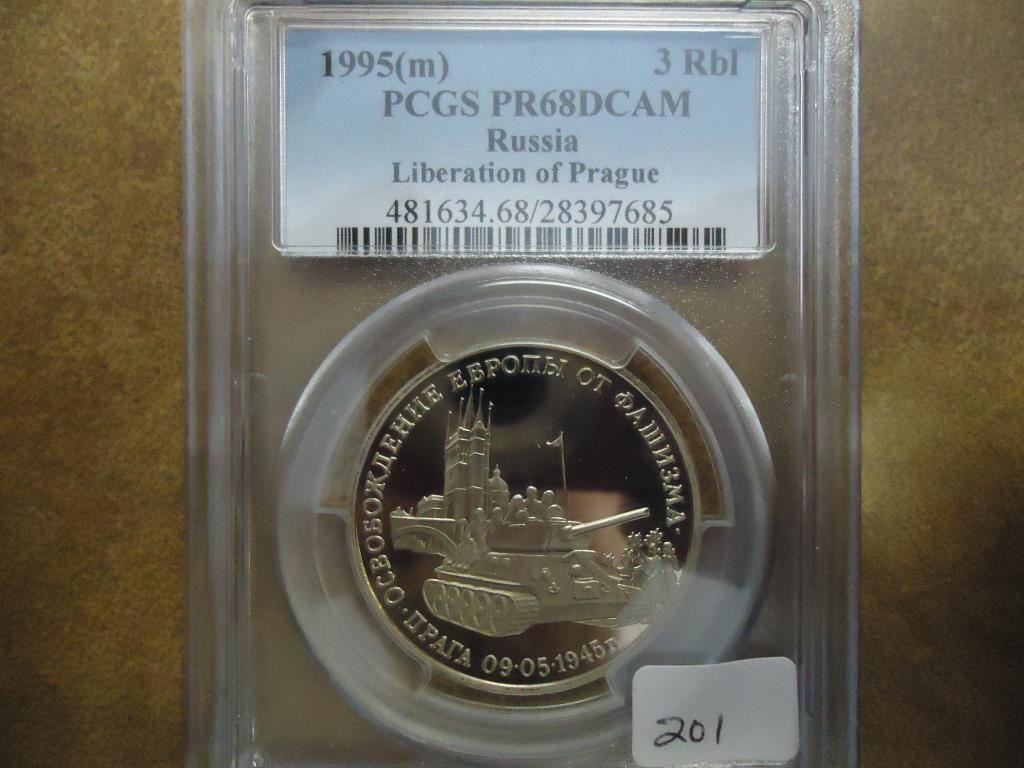 1995(m) 3 Rbl
PCGS PR68DCAM
Russia
Liberation of Prague
481634.68/28397685
·ОСВОБОЖДЕНИЕ ЕВРОПЫ ОТ ФАШИЗМА·
ПРАГА 09·05·1945г.
201